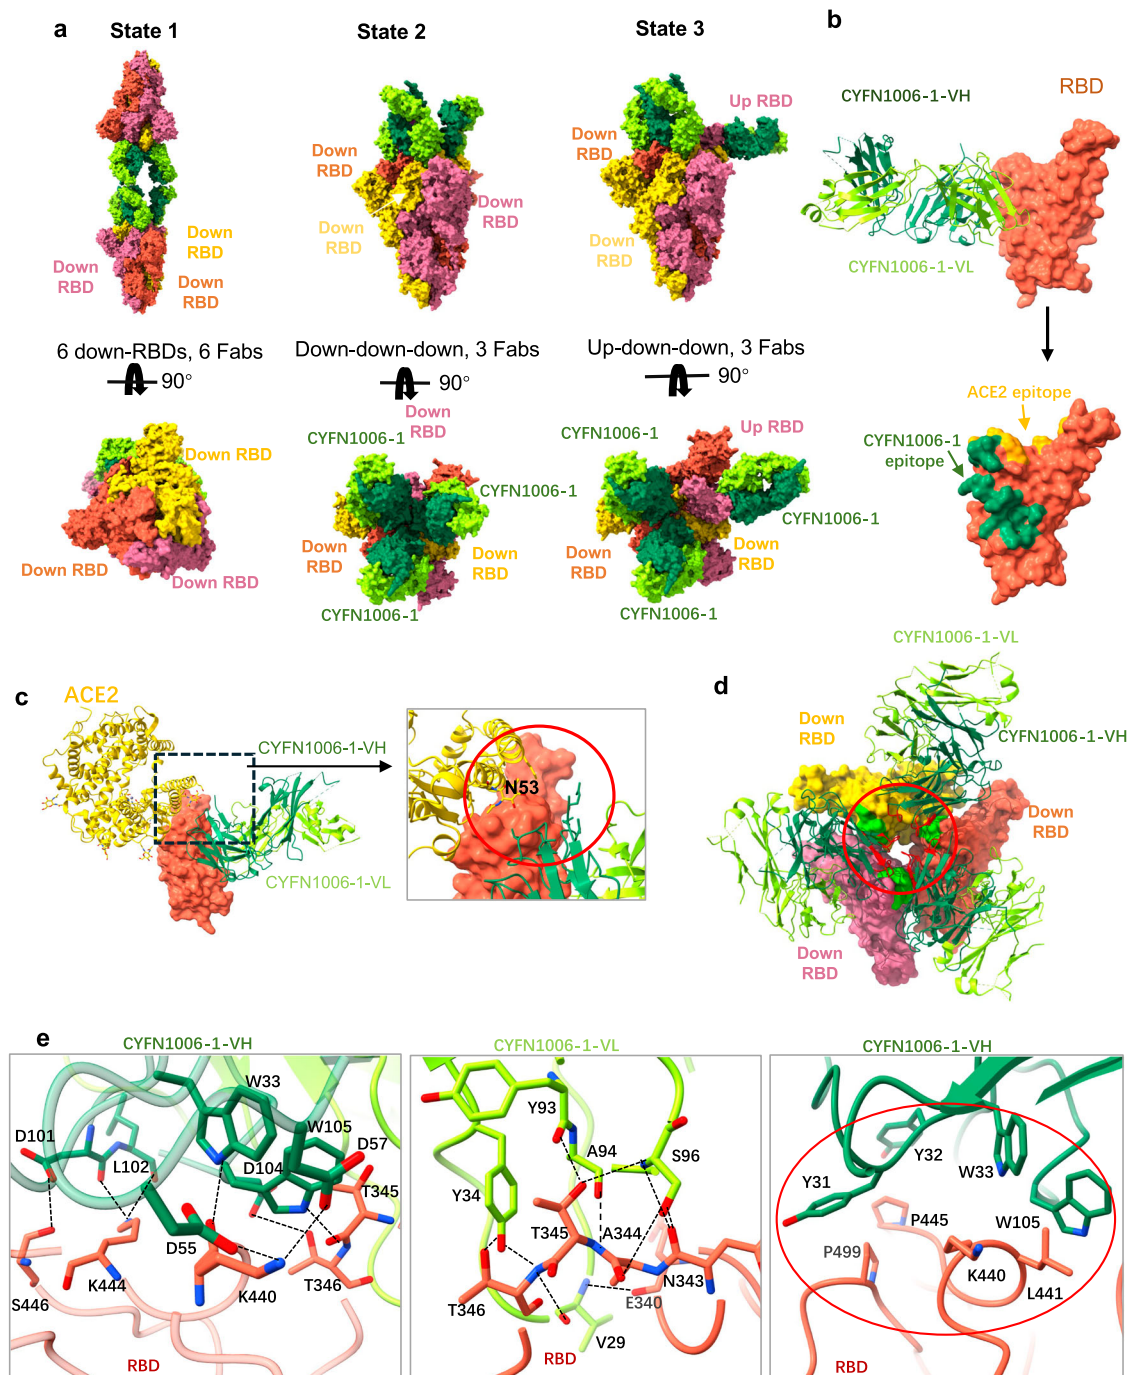 a
State 1
State 2
State 3
b
Down
RBD
Down
RBD
Down
RBD
Down
RBD
Down
RBD
Down
RBD
Down
RBD
Down
RBD
Up RBD
CYFN1006-1-VH
RBD
CYFN1006-1-VL
6 down-RBDs, 6 Fabs
Down-down-down, 3 Fabs
Up-down-down, 3 Fabs
90°
90°
90°
Down RBD
Down RBD
Down RBD
CYFN1006-1
Down
RBD
CYFN1006-1
Down
RBD
Down
RBD
CYFN1006-1
CYFN1006-1
Up RBD
CYFN1006-1
Down
RBD
Down
RBD
CYFN1006-1
ACE2 epitope
CYFN1006-1
epitope
c
ACE2
CYFN1006-1-VH
CYFN1006-1-VL
N53
d
CYFN1006-1-VL
Down
RBD
CYFN1006-1-VH
Down
RBD
Down
RBD
e
CYFN1006-1-VH
W33
W105
D101
D57
L102
D104
T345
D55
K444
T346
S446
K440
RBD
CYFN1006-1-VL
Y93
A94
S96
Y34
T345
A344
T346
N343
E340
V29
RBD
CYFN1006-1-VH
Y32
W33
Y31
P445
W105
P499
K440
L441
RBD